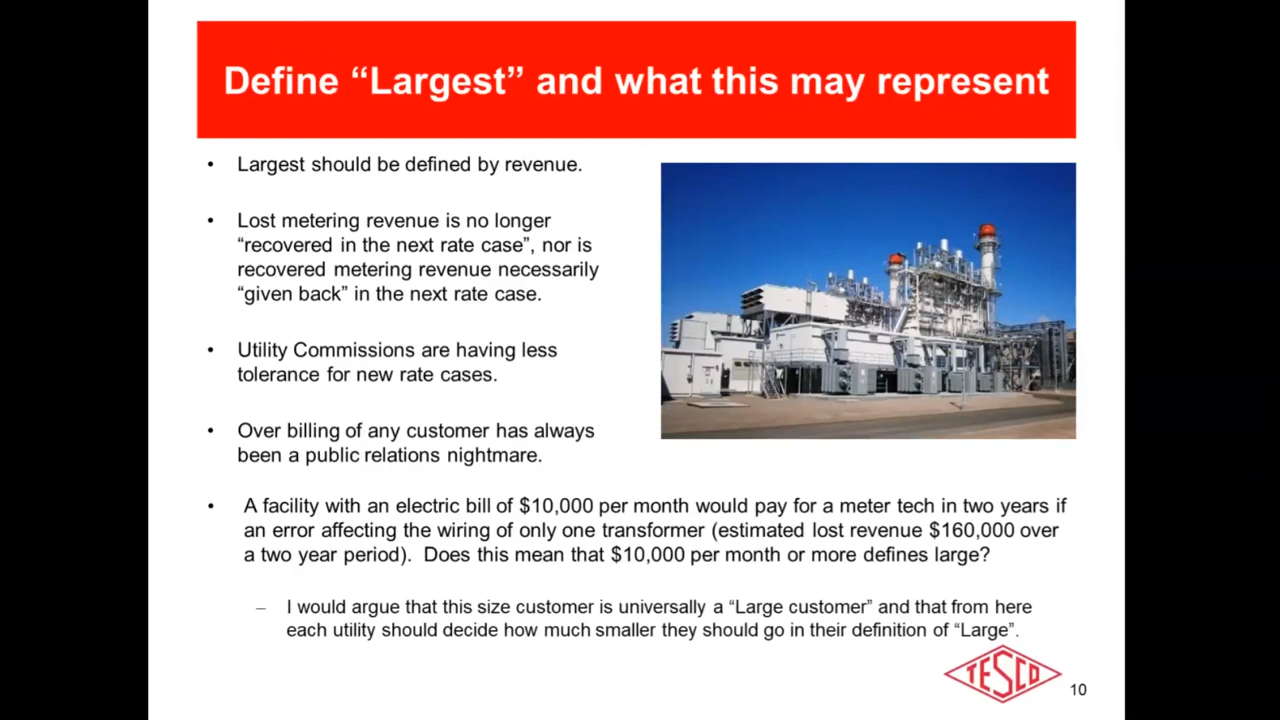 Define “Largest” and what this may represent
• Largest should be defined by revenue.
• Lost metering revenue is no longer
“recovered in the next rate case”, nor is
recovered metering revenue necessarily
“given back” in the next rate case.
• Utility Commissions are having less
tolerance for new rate cases.
• Over billing of any customer has always
been a public relations nightmare.
• A facility with an electric bill of $10,000 per month would pay for a meter tech in two years if
an error affecting the wiring of only one transformer (estimated lost revenue $160,000 over
a two year period). Does this mean that $10,000 per month or more defines large?
– I would argue that this size customer is universally a “Large customer” and that from here
each utility should decide how much smaller they should go in their definition of “Large”.
TESCO
10